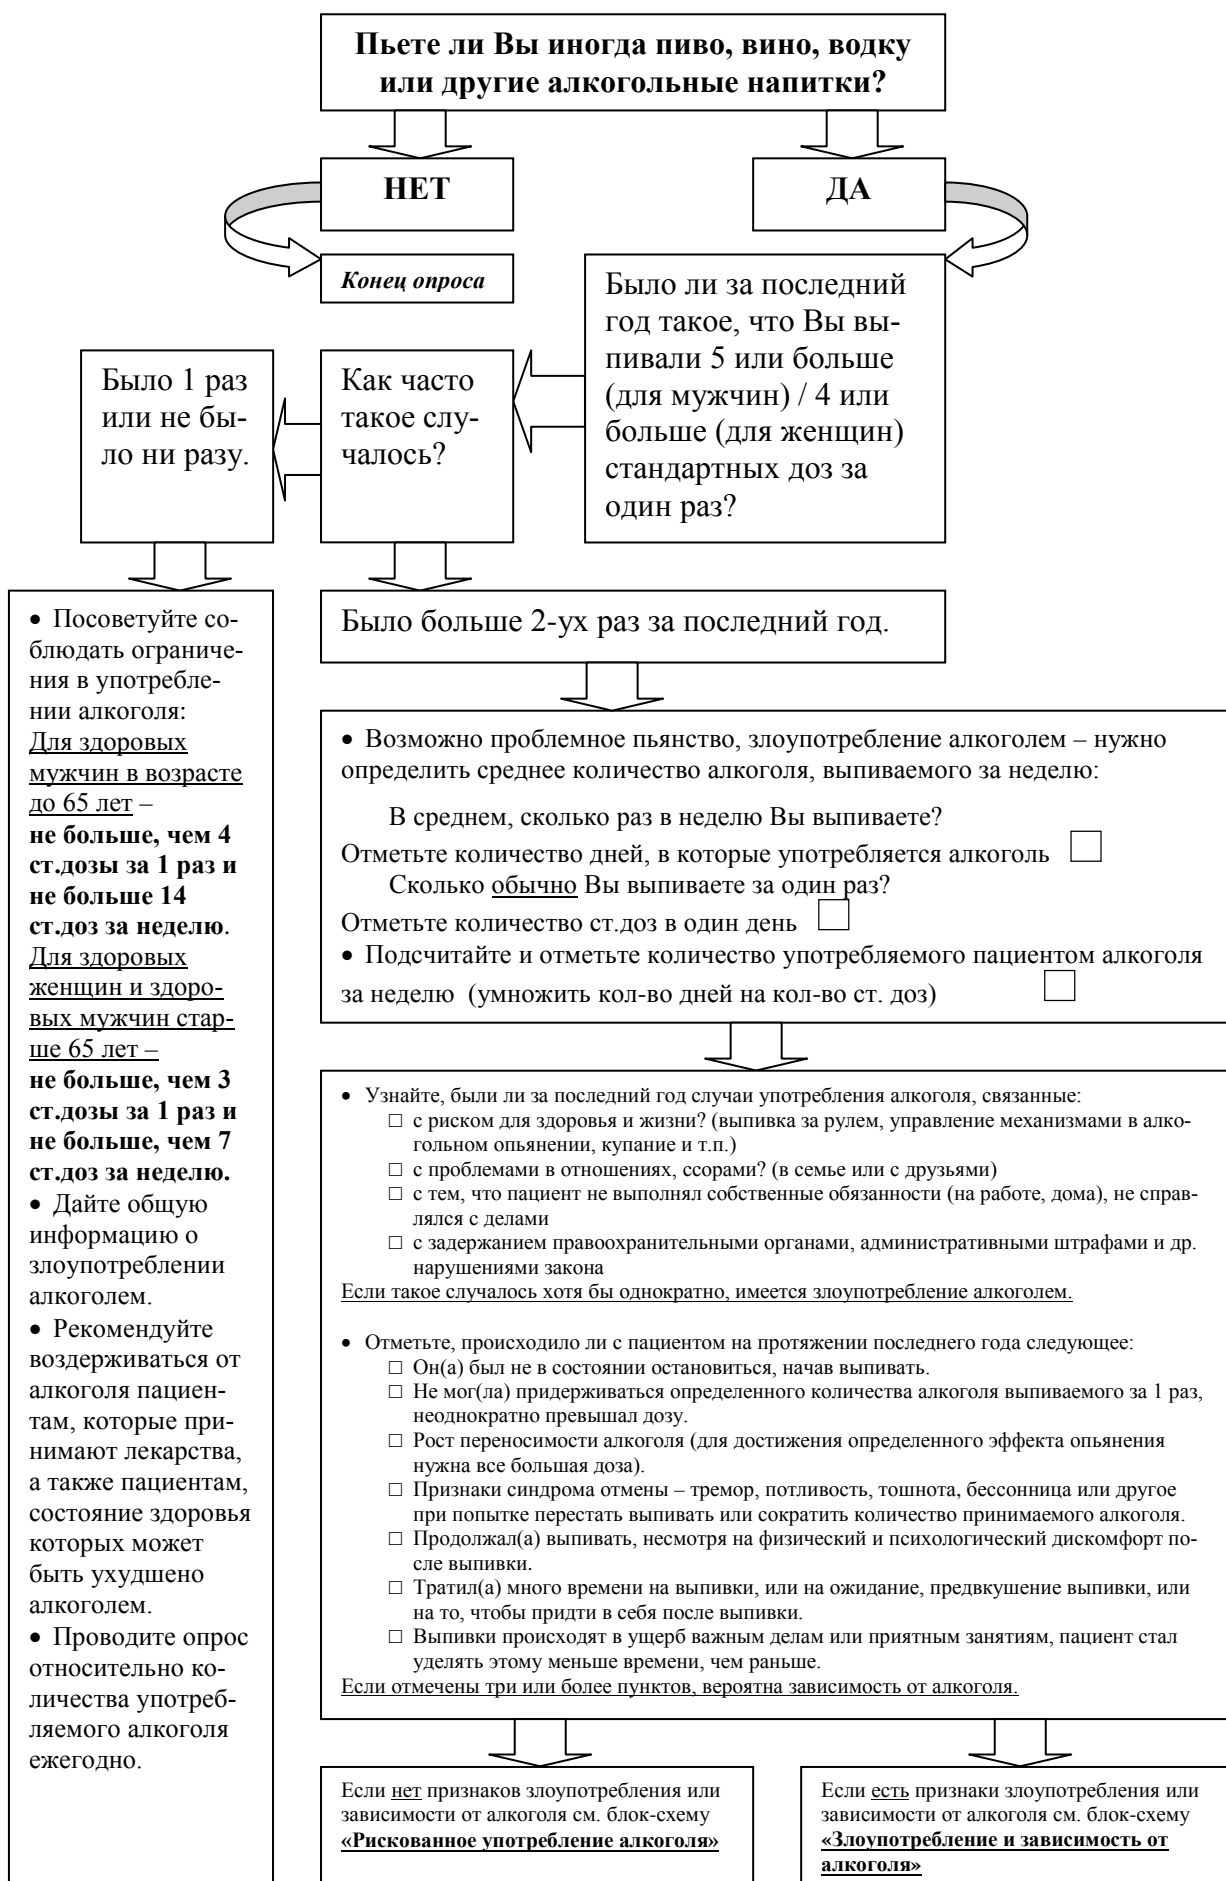 Пьете ли Вы иногда пиво, вино, водку
или другие алкогольные напитки?
НЕТ
ДА
Конец опроса
Было ли за последний
год такое, что Вы вы-
пивали 5 или больше
(для мужчин) / 4 или
больше (для женщин)
стандартных доз за
один раз?
Как часто
такое слу-
чалось?
Было 1 раз
или не бы-
ло ни разу.
• Посоветуйте со-
блюдать ограниче-
ния в употребле-
нии алкоголя:
Для здоровых
мужчин в возрасте
до 65 лет –
не больше, чем 4
ст.дозы за 1 раз и
не больше 14
ст.доз за неделю.
Для здоровых
женщин и здоро-
вых мужчин стар-
ше 65 лет –
не больше, чем 3
ст.дозы за 1 раз и
не больше, чем 7
ст.доз за неделю.
• Дайте общую
информацию о
злоупотреблении
алкоголем.
• Рекомендуйте
воздерживаться от
алкоголя пациен-
там, которые при-
нимают лекарства,
а также пациентам,
состояние здоровья
которых может
быть ухудшено
алкоголем.
• Проводите опрос
относительно ко-
личества употреб-
ляемого алкоголя
ежегодно.
Было больше 2-ух раз за последний год.
• Возможно проблемное пьянство, злоупотребление алкоголем – нужно
определить среднее количество алкоголя, выпиваемого за неделю:
В среднем, сколько раз в неделю Вы выпиваете?
Отметьте количество дней, в которые употребляется алкоголь □
Сколько обычно Вы выпиваете за один раз?
Отметьте количество ст.доз в один день □
• Подсчитайте и отметьте количество употребляемого пациентом алкоголя
за неделю (умножить кол-во дней на кол-во ст. доз) □
• Узнайте, были ли за последний год случаи употребления алкоголя, связанные:
□ с риском для здоровья и жизни? (выпивка за рулем, управление механизмами в алко-
гольном опьянении, купание и т.п.)
□ с проблемами в отношениях, ссорами? (в семье или с друзьями)
□ с тем, что пациент не выполнял собственные обязанности (на работе, дома), не справ-
лялся с делами
□ с задержанием правоохранительными органами, административными штрафами и др.
нарушениями закона
Если такое случалось хотя бы однократно, имеется злоупотребление алкоголем.
• Отметьте, происходило ли с пациентом на протяжении последнего года следующее:
□ Он(а) был не в состоянии остановиться, начав выпивать.
□ Не мог(ла) придерживаться определенного количества алкоголя выпиваемого за 1 раз,
неоднократно превышал дозу.
□ Рост переносимости алкоголя (для достижения определенного эффекта опьянения
нужна все большая доза).
□ Признаки синдрома отмены – тремор, потливость, тошнота, бессонница или другое
при попытке перестать выпивать или сократить количество принимаемого алкоголя.
□ Продолжал(а) выпивать, несмотря на физический и психологический дискомфорт по-
сле выпивки.
□ Тратил(а) много времени на выпивки, или на ожидание, предвкушение выпивки, или
на то, чтобы придти в себя после выпивки.
□ Выпивки происходят в ущерб важным делам или приятным занятиям, пациент стал
уделять этому меньше времени, чем раньше.
Если отмечены три или более пунктов, вероятна зависимость от алкоголя.
Если нет признаков злоупотребления или
зависимости от алкоголя см. блок-схему
«Рискованное употребление алкоголя»
Если есть признаки злоупотребления или
зависимости от алкоголя см. блок-схему
«Злоупотребление и зависимость от
алкоголя»